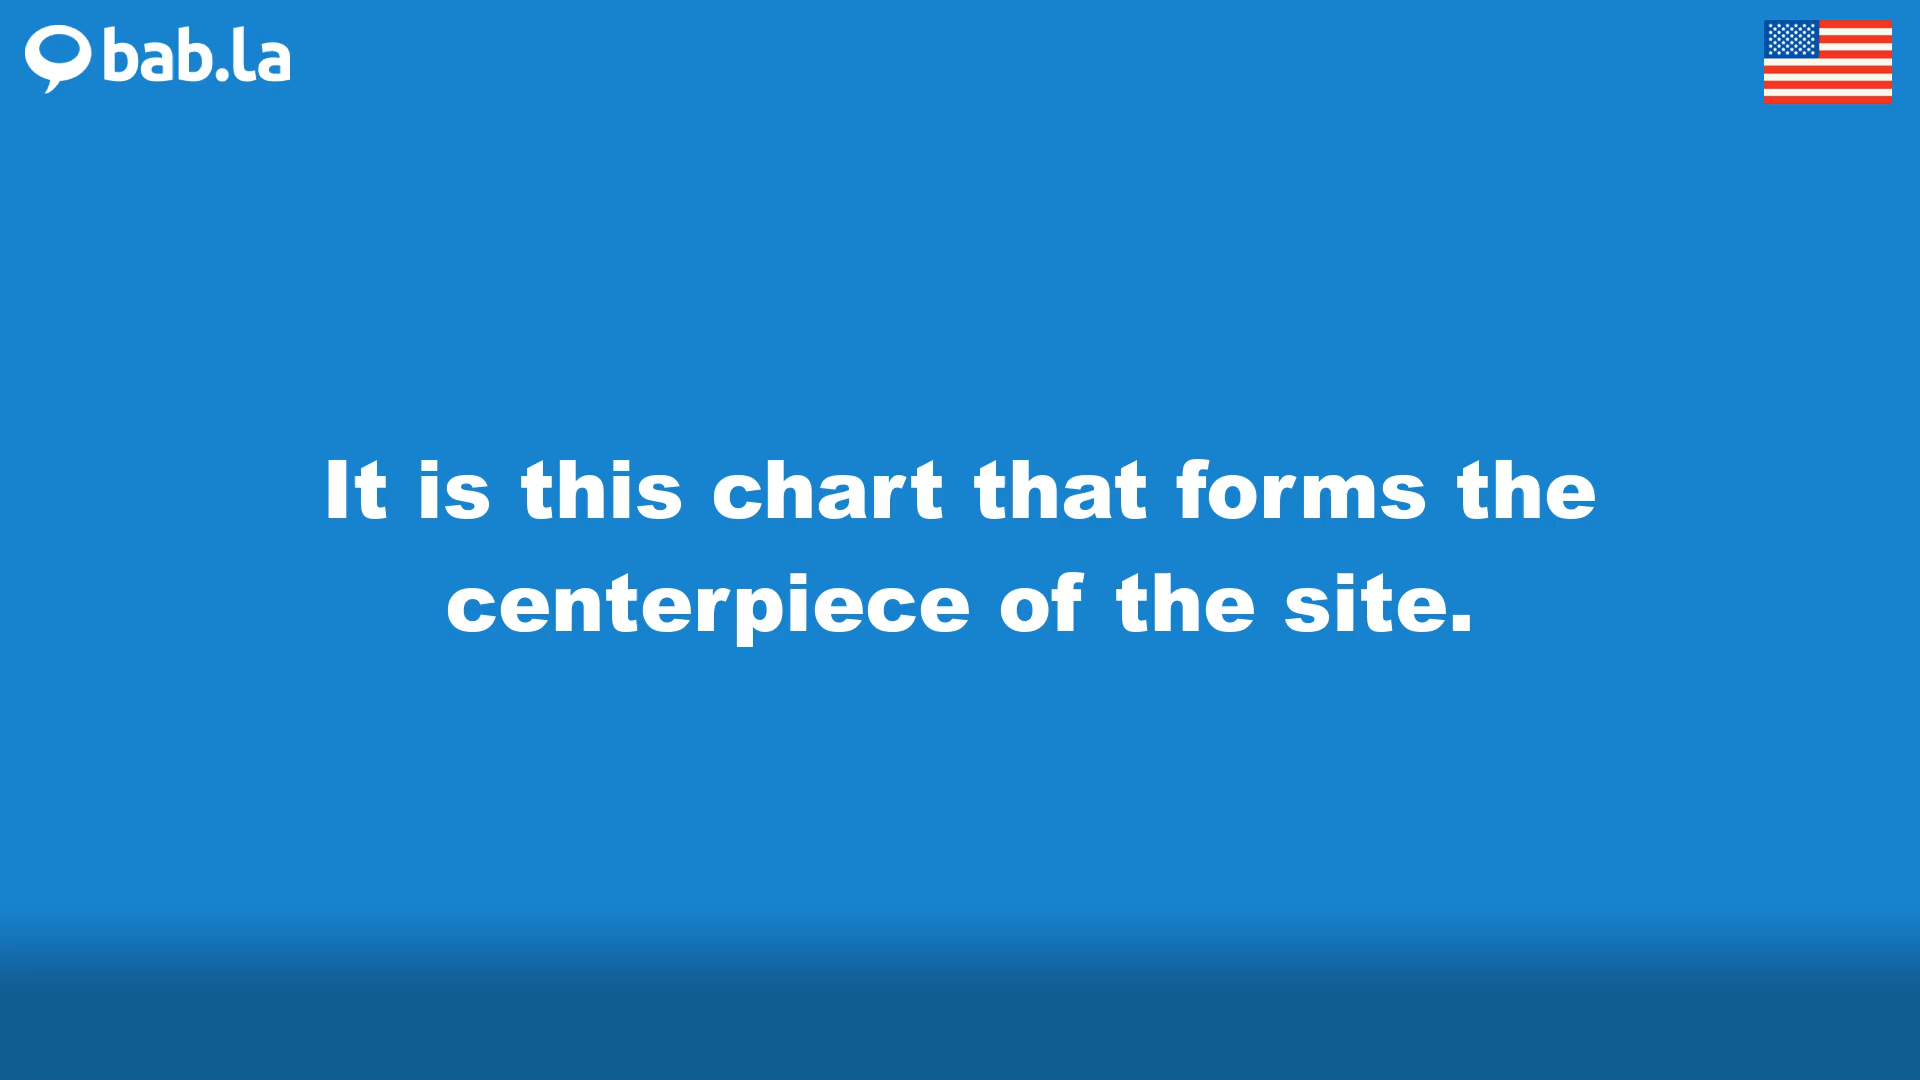 bab.la
It is this chart that forms the
centerpiece of the site.